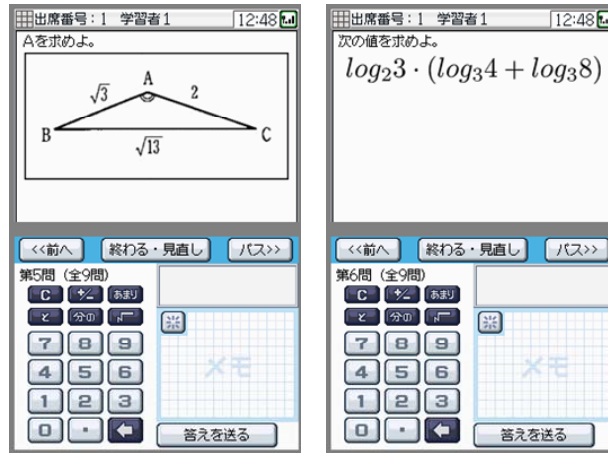 出席番号:1 学習者1 12:48
Aを求めよ。
A
√3 2
B C
√13
<<前へ 終わる・見直し パス>>
第5問 (全9問)
C +/- あまり
と 分の √
7 8 9
4 5 6
1 2 3
0 ・
メモ
答えを送る
出席番号:1 学習者1 12:48
次の値を求めよ。
log₂3・(log₃4 + log₃8)
<<前へ 終わる・見直し パス>>
第6問 (全9問)
C +/- あまり
と 分の √
7 8 9
4 5 6
1 2 3
0 ・
メモ
答えを送る